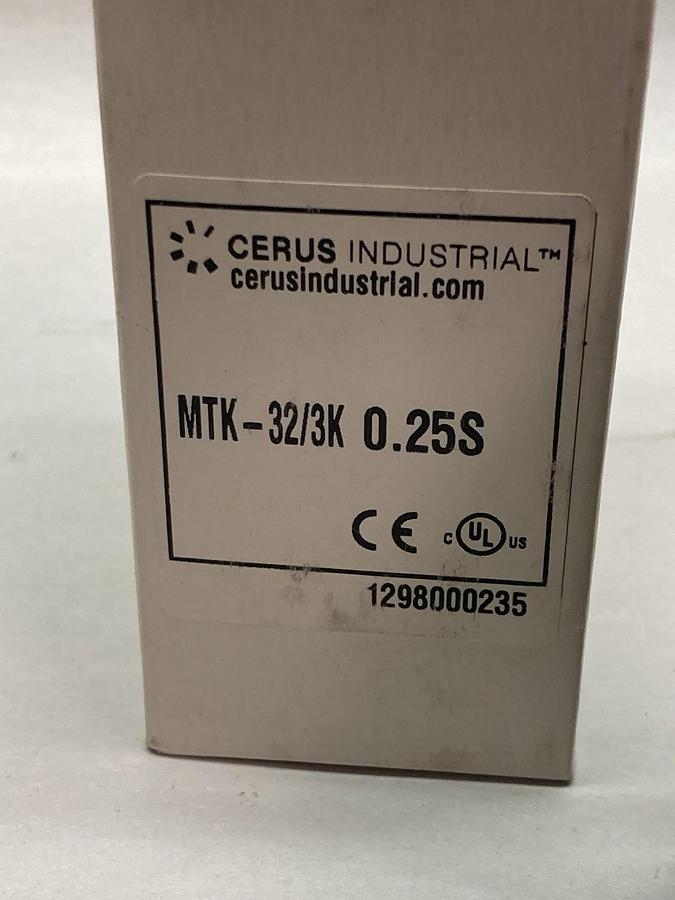 CERUS INDUSTRIAL™
cerusindustrial.com
MTK-32/3K 0.25S
CE c UL US
1298000235